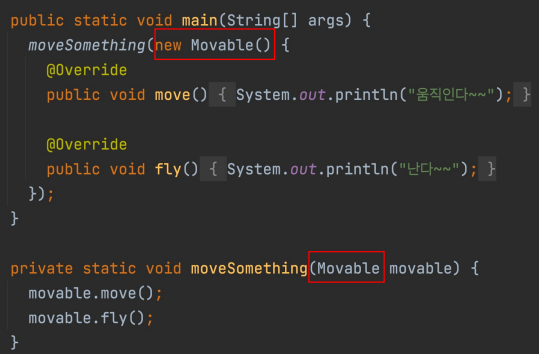 public static void main(String[] args) {
moveSomething(new Movable() {
@Override
public void move() { System.out.println("움직인다~~"); }
@Override
public void fly() { System.out.println("난다~~"); }
});
}
private static void moveSomething(Movable movable) {
movable.move();
movable.fly();
}